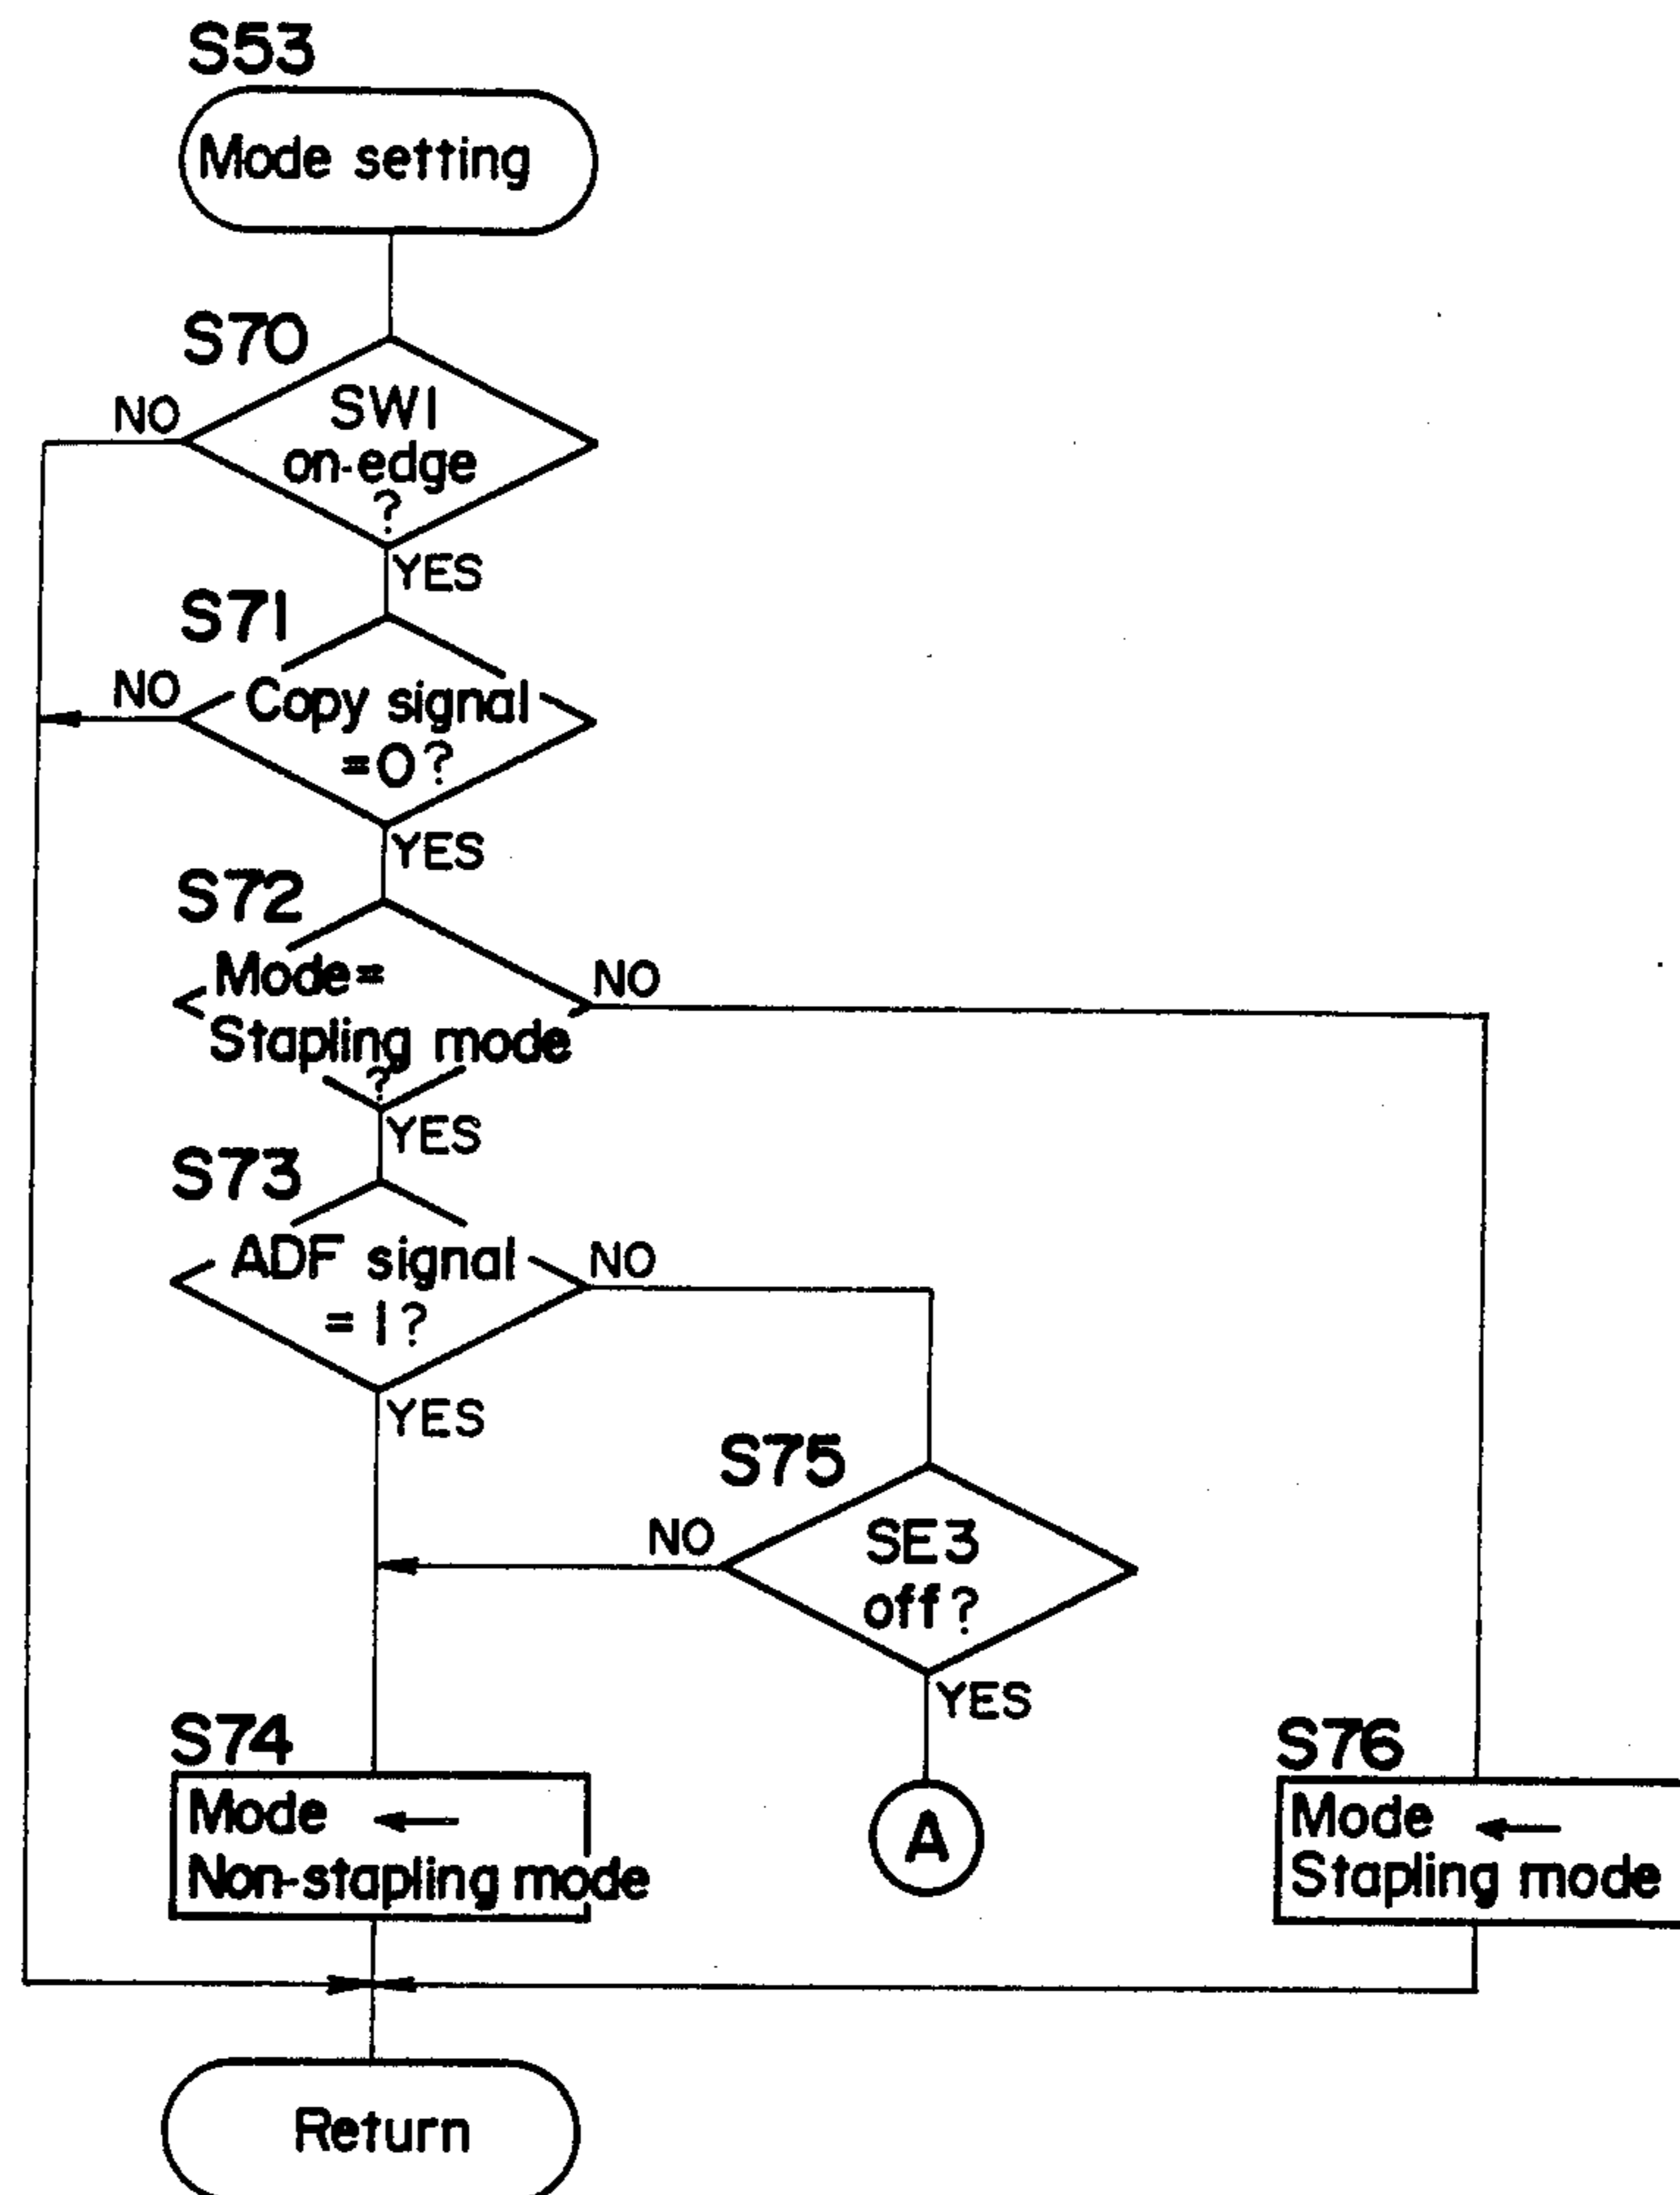 S53
Mode setting
S70
NO
SW1
on-edge
?
YES
S71
NO
Copy signal
=0?
YES
S72
Mode=
Stapling mode
?
NO
YES
S73
ADF signal
=1?
NO
YES
S75
NO
SE3
off?
YES
S74
Mode ←
Non-stapling mode
A
S76
Mode ←
Stapling mode
Return